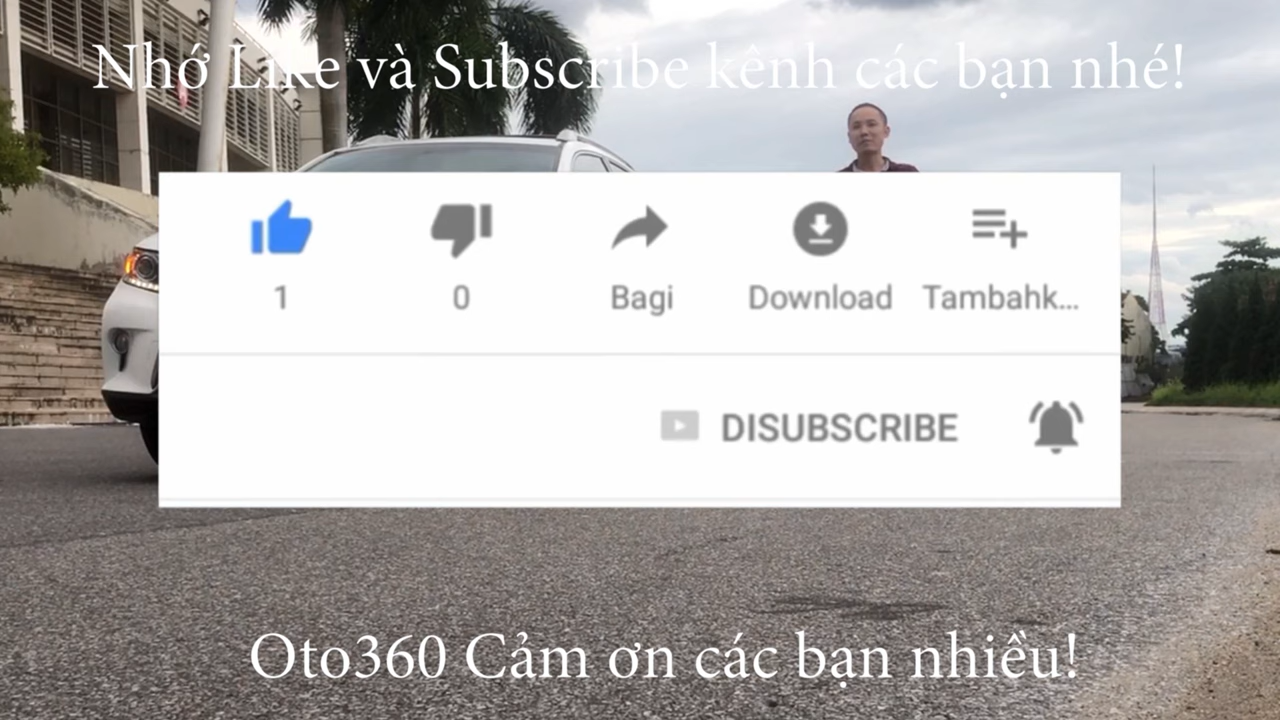 Nhớ Like và Subscribe kênh các bạn nhé!
1 0 Bagi Download Tambahk...
DISUBSCRIBE
Oto360 Cảm ơn các bạn nhiều!